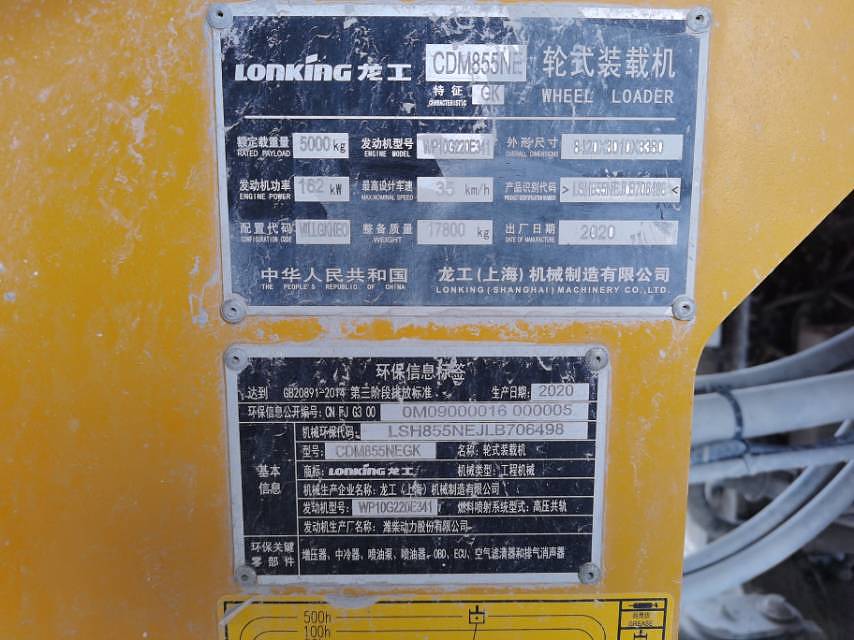 LONKING 龙工 CDM855NE 轮式装载机
特征 GK WHEEL LOADER
CHARACTERISTIC
额定载重量 5000kg 发动机型号 WP10G220E341 外形尺寸
RATED PAYLOAD ENGINE MODEL OVERALL DIMENSIONS 8420×3010×3380
发动机功率 162 kW 最高设计车速 35 km/h 产品识别代码 >LSH855NEJLB706498<
ENGINE POWER MAX.NOMINAL SPEED PRODUCT IDENTIFICATION NUMBER
配置代码 整备质量 17800 kg 出厂日期 2020
CONFIGURATION CODE WEIGHT DATE OF MANUFACTURE
中华人民共和国 龙工(上海)机械制造有限公司
THE PEOPLE'S REPUBLIC OF CHINA LONKING(SHANGHAI)MACHINERY CO.,LTD.
环保信息标签
达到 GB20891-2014 第三阶段排放标准 生产日期: 2020
环保信息公开编号: CN FJ G3 00 0M09000016 000005
机械环保代码: LSH855NEJLB706498
型号: CDM855NEGK 名称: 轮式装载机
基本信息 商标: LONKING 龙工 机械类型: 工程机械
机械生产企业名称: 龙工(上海)机械制造有限公司
发动机型号: WP10G220E341 燃料喷射系统型式: 高压共轨
发动机生产厂名称: 潍柴动力股份有限公司
环保关键零部件 增压器、中冷器、喷油泵、喷油器、OBD、ECU、空气滤清器和排气消声器
500h
100h
GREASE